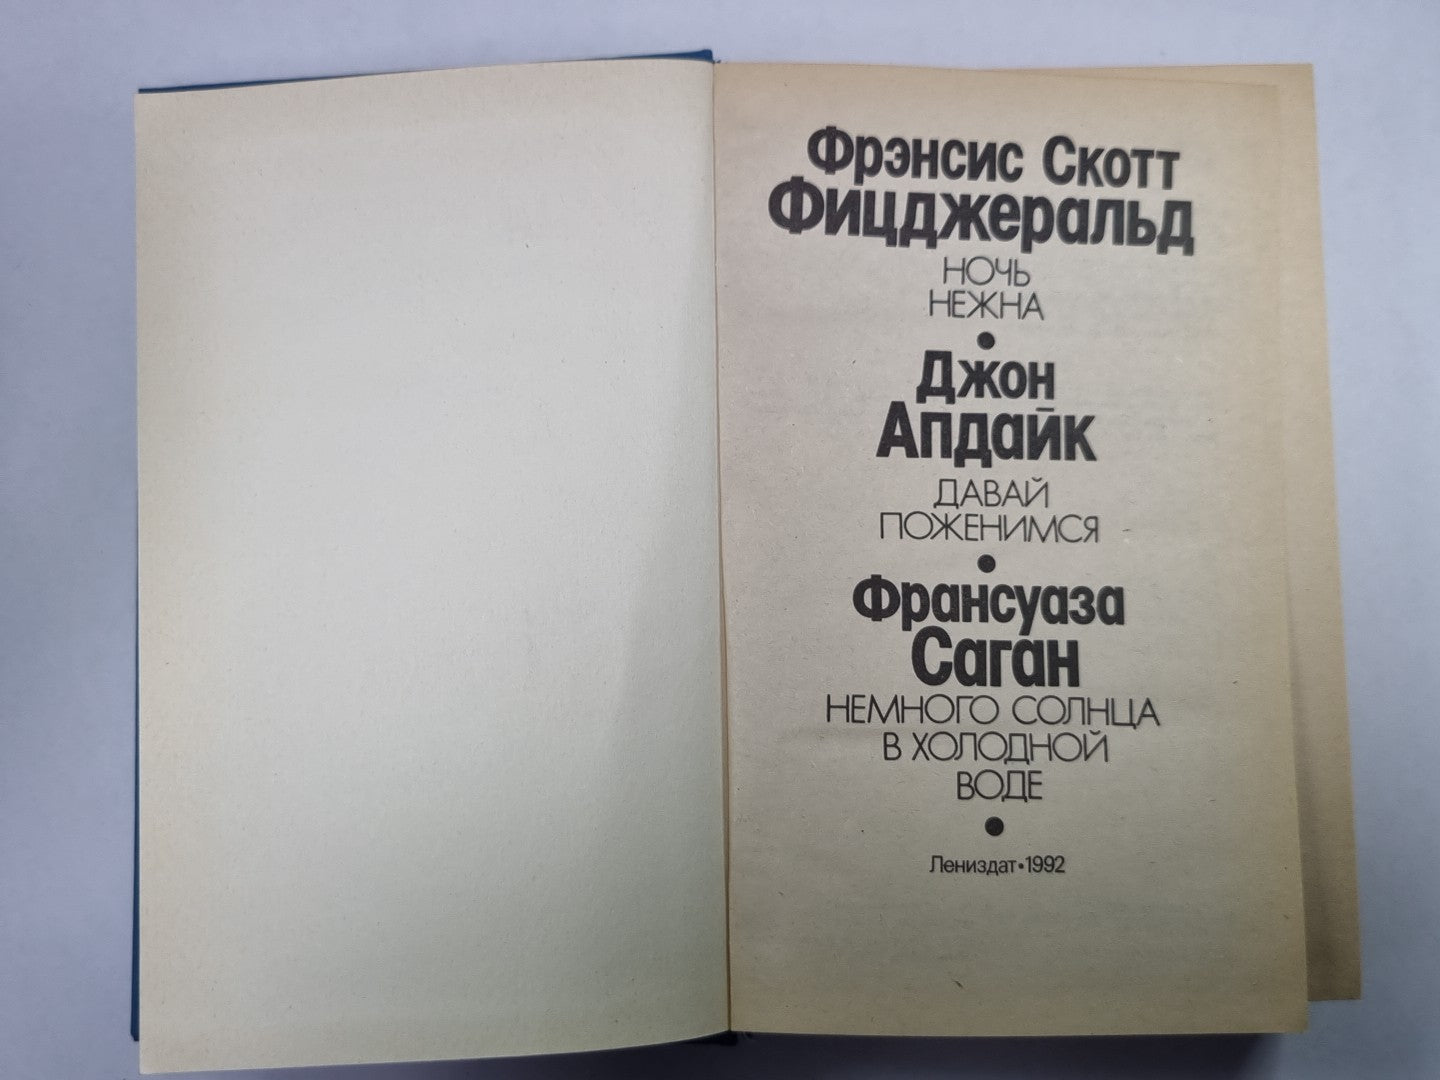 Фрэнсис Скотт
Фицджеральд
НОЧЬ
НЕЖНА
•
Джон
Апдайк
ДАВАЙ
ПОЖЕНИМСЯ
•
Франсуаза
Саган
НЕМНОГО СОЛНЦА
В ХОЛОДНОЙ
ВОДЕ
•
Лениздат•1992